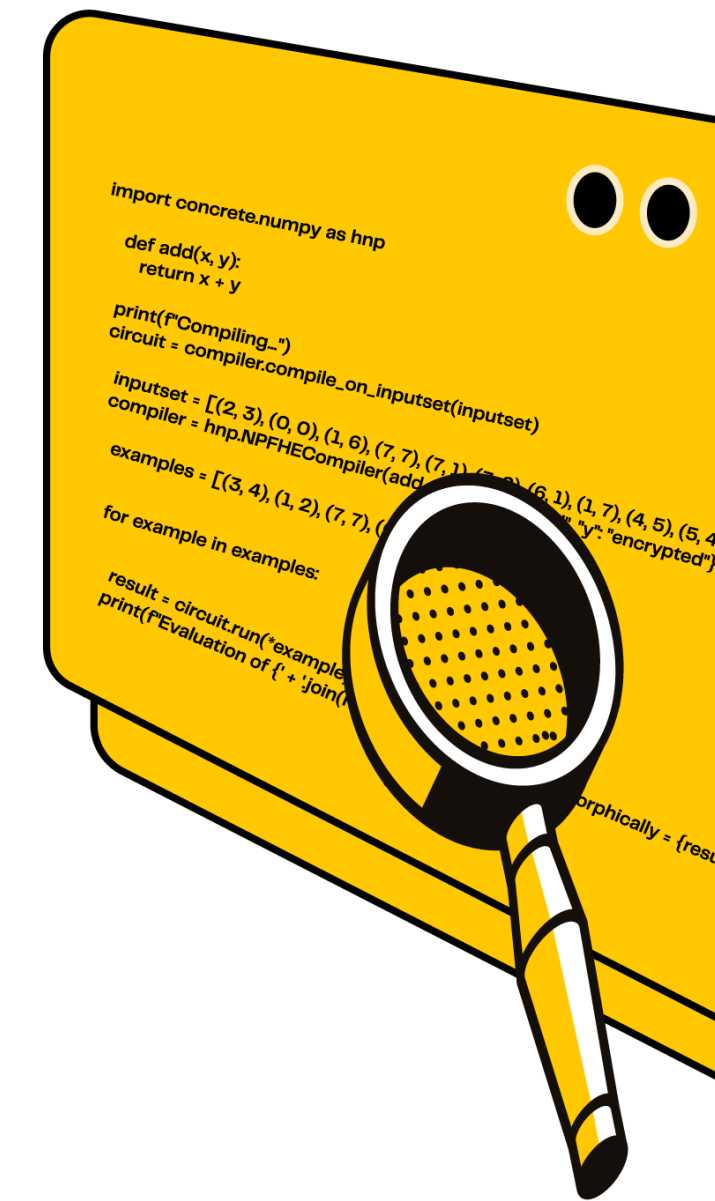 import concrete.numpy as hnp
def add(x, y):
return x + y
print(f"Compiling...")
circuit = compiler.compile_on_inputset(inputset)
inputset = [(2, 3), (0, 0), (1, 6), (7, 7), (7, 1), (6, 1), (1, 7), (4, 5), (5, 4
compiler = hnp.NPFHECompiler(add "y": "encrypted"}
examples = [(3, 4), (1, 2), (7, 7), (
for example in examples:
result = circuit.run(*example
print(f"Evaluation of {' + '.join(
orphically = {resu